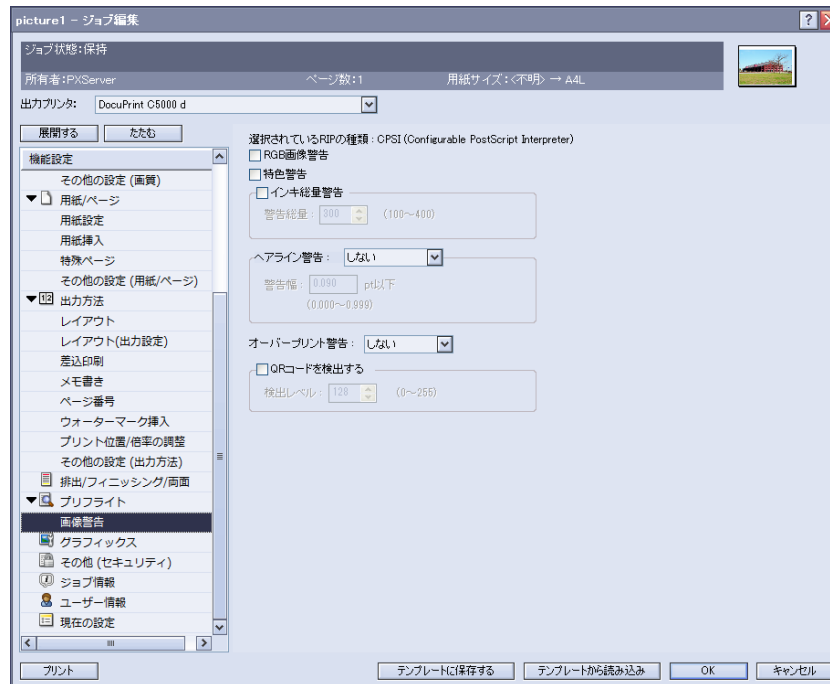 picture1 - ジョブ編集
ジョブ状態:保持
所有者:PXServer ページ数:1 用紙サイズ:<不明> → A4L
出力プリンタ: DocuPrint C5000 d
展開する たたむ
機能設定
その他の設定 (画質)
用紙/ページ
用紙設定
用紙挿入
特殊ページ
その他の設定 (用紙/ページ)
出力方法
レイアウト
レイアウト(出力設定)
差込印刷
メモ書き
ページ番号
ウォーターマーク挿入
プリント位置/倍率の調整
その他の設定 (出力方法)
排出/フィニッシング/両面
プリフライト
画像警告
グラフィックス
その他 (セキュリティ)
ジョブ情報
ユーザー情報
現在の設定
選択されているRIPの種類 : CPSI (Configurable PostScript Interpreter)
RGB画像警告
特色警告
インキ総量警告
警告総量 : 300 (100～400)
ヘアライン警告 : しない
警告幅 : 0.090 pt以下
(0.000～0.999)
オーバープリント警告 : しない
QRコードを検出する
検出レベル : 128 (0～255)
プリント テンプレートに保存する テンプレートから読み込み OK キャンセル